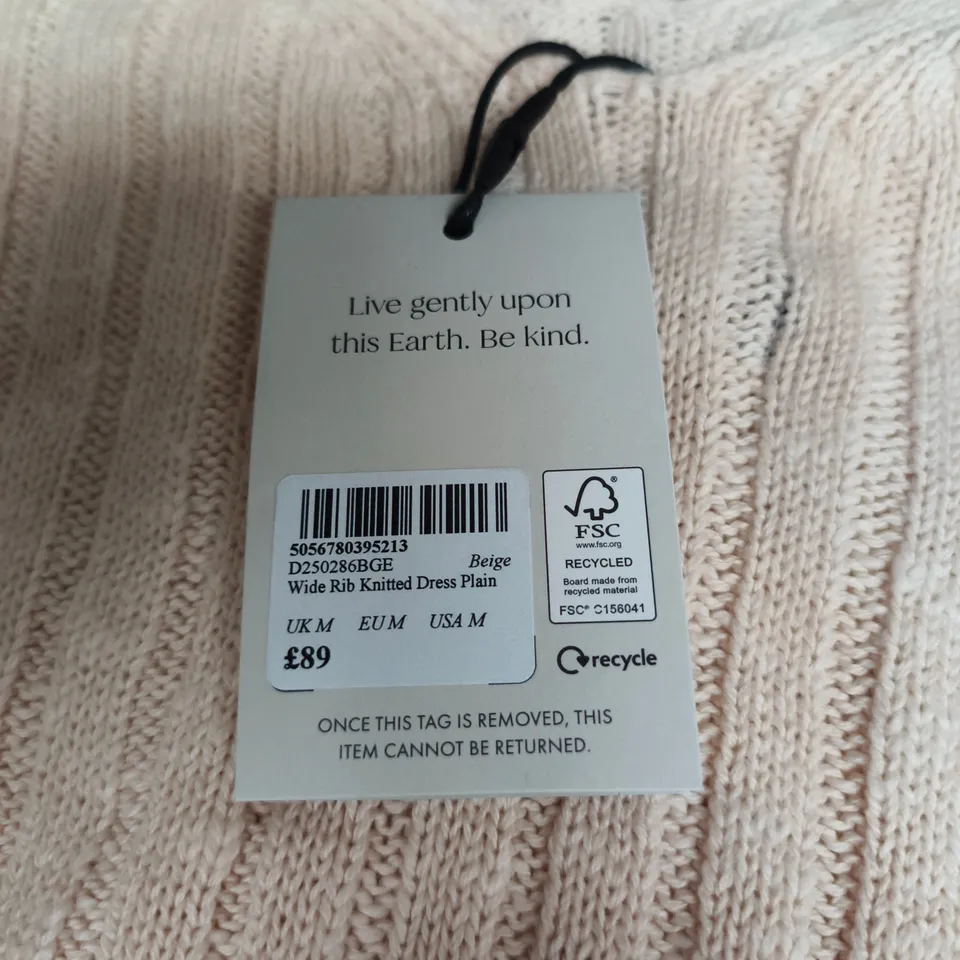 Live gently upon
this Earth. Be kind.
5056780395213
D250286BGE Beige
Wide Rib Knitted Dress Plain
UK M EU M USA M
£89
FSC
®
www.fsc.org
RECYCLED
Board made from
recycled material
FSC® C156041
recycle
ONCE THIS TAG IS REMOVED, THIS
ITEM CANNOT BE RETURNED.